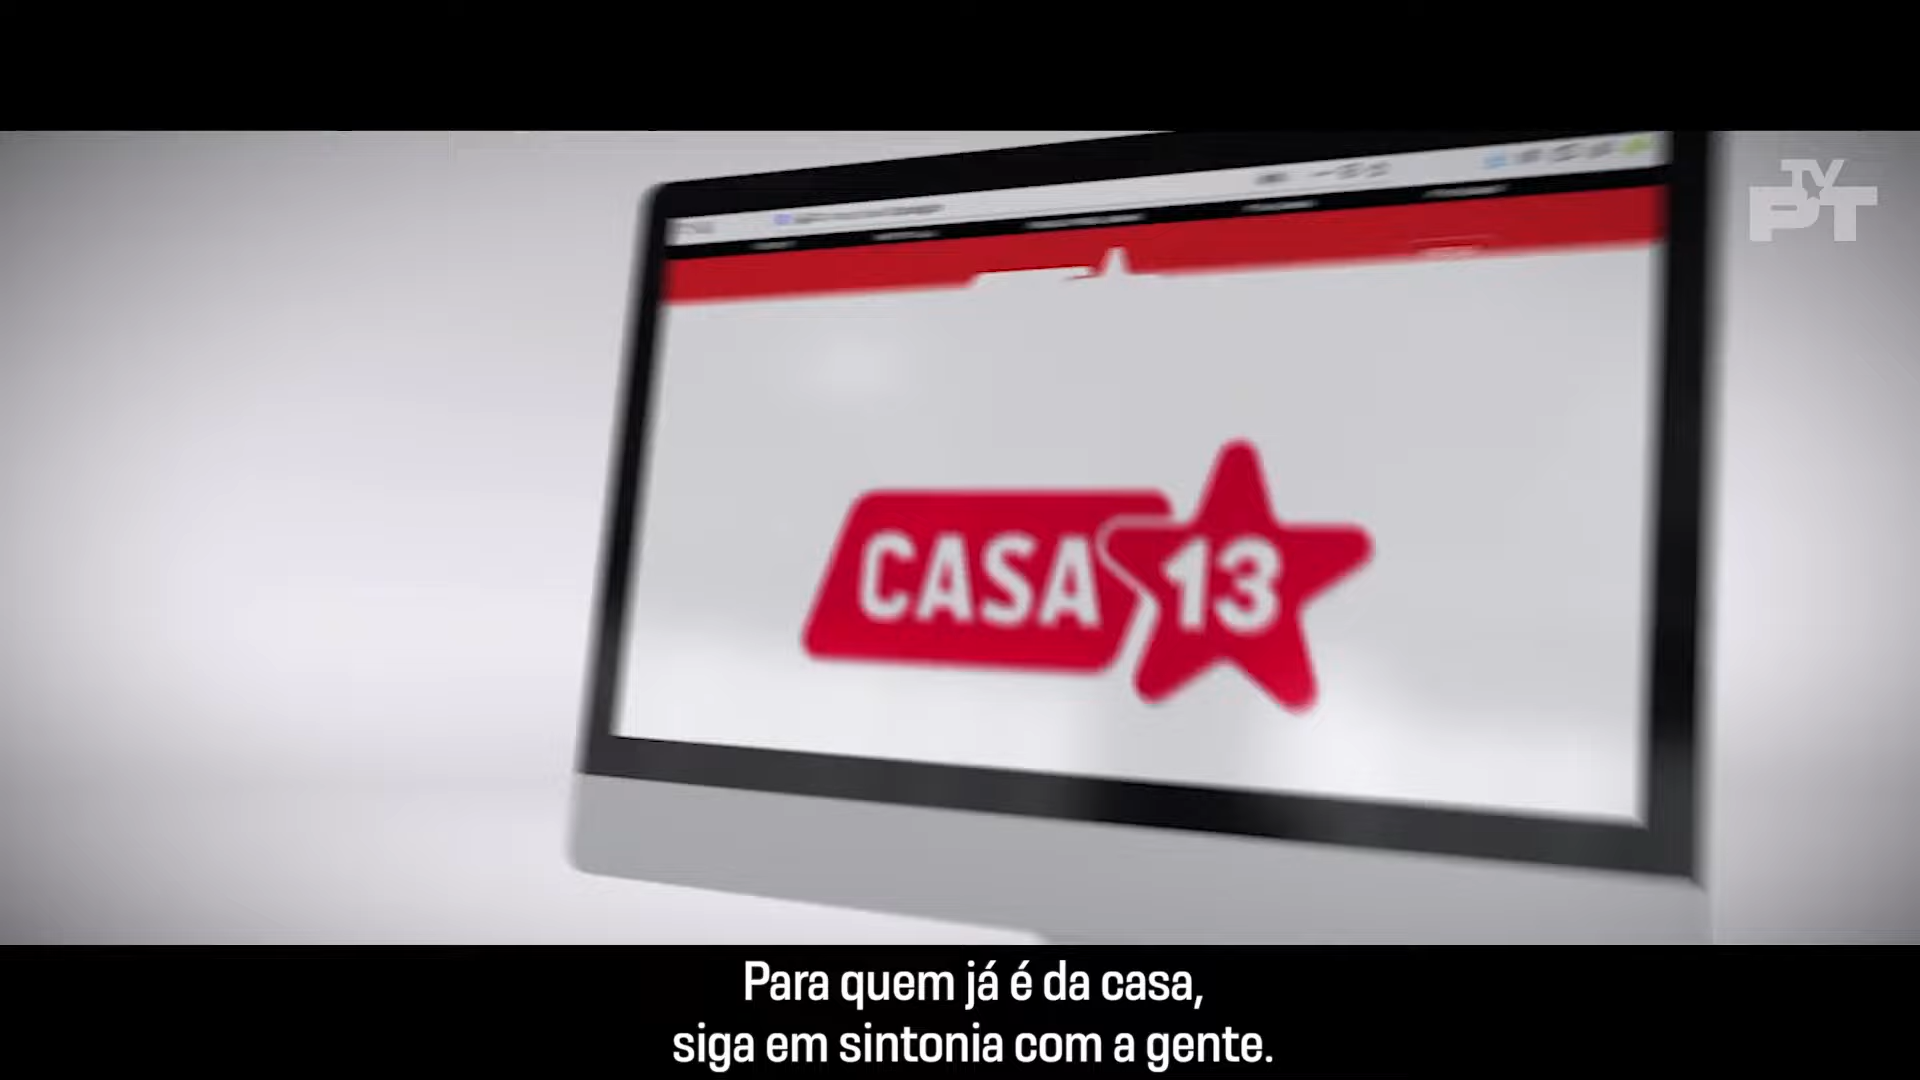 TV
PT
CASA 13
Para quem já é da casa,
siga em sintonia com a gente.